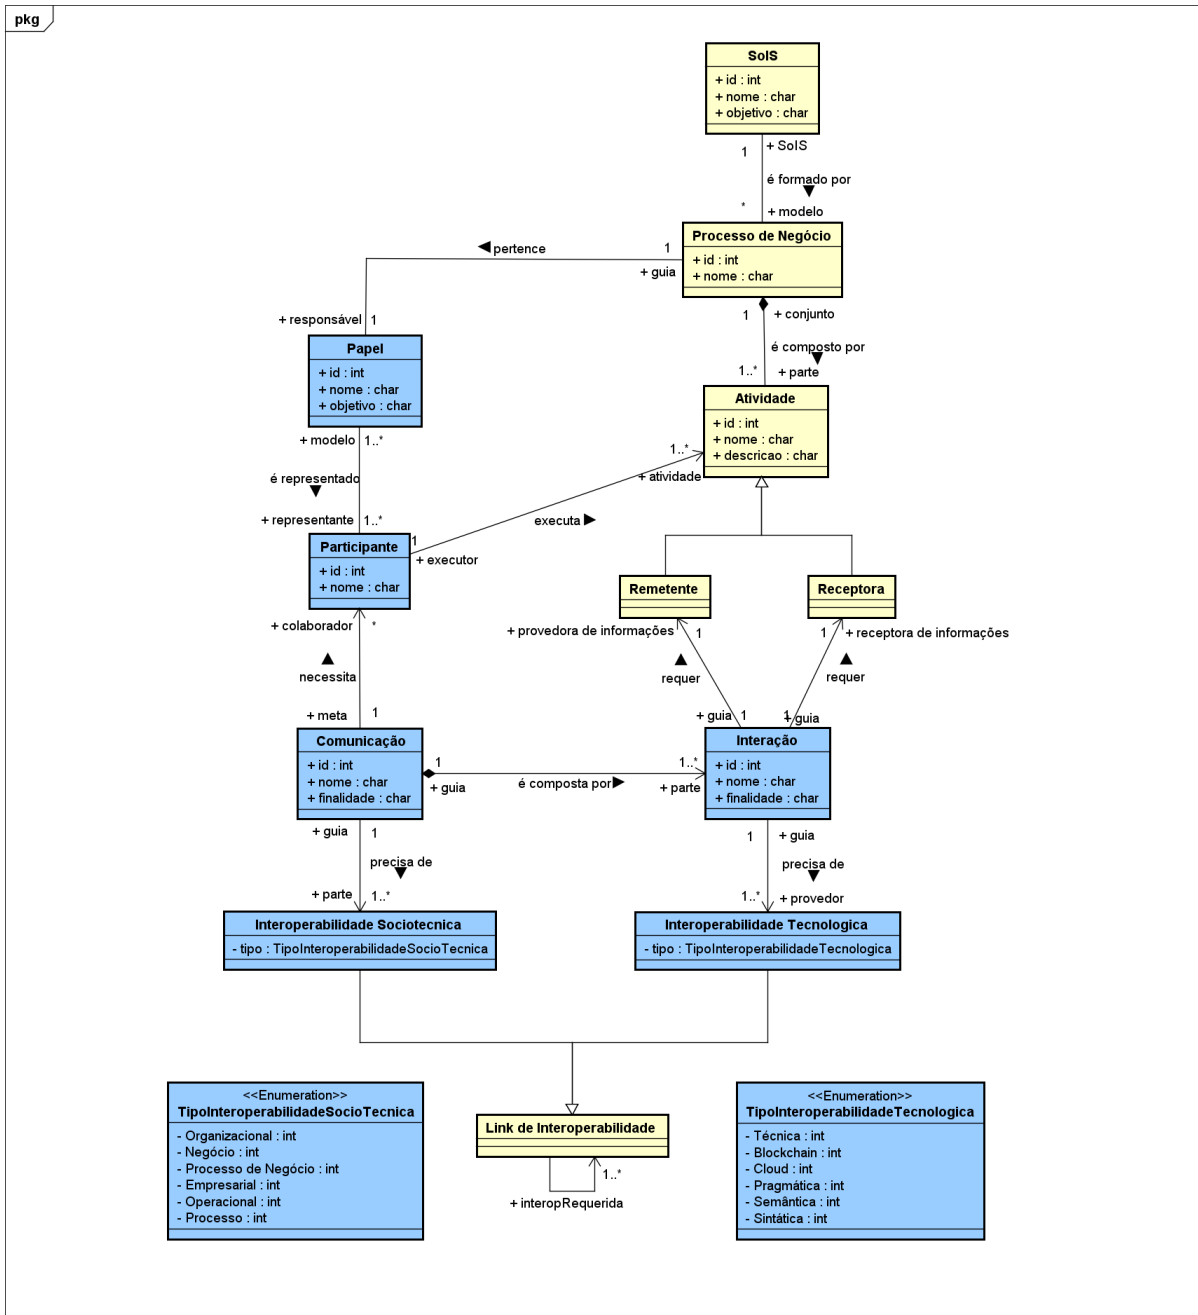 pkg
SoIS
+ id : int
+ nome : char
+ objetivo : char
1
+ SoIS
é formado por
*
+ modelo
Processo de Negócio
+ id : int
+ nome : char
pertence
1
+ guia
+ responsável
1
1
+ conjunto
é composto por
1..*
+ parte
Papel
+ id : int
+ nome : char
+ objetivo : char
Atividade
+ id : int
+ nome : char
+ descricao : char
+ modelo
1..*
é representado
+ representante
1..*
1..*
+ atividade
executa
1
+ executor
Participante
+ id : int
+ nome : char
Remetente
Receptora
+ colaborador
*
necessita
+ meta
1
+ provedora de informações
1
requer
+ guia
1
1
+ receptora de informações
requer
1
+ guia
Comunicação
+ id : int
+ nome : char
+ finalidade : char
1
+ guia
é composta por
1..*
+ parte
Interação
+ id : int
+ nome : char
+ finalidade : char
+ guia
1
precisa de
+ parte
1..*
1
+ guia
precisa de
1..*
+ provedor
Interoperabilidade Sociotecnica
- tipo : TipoInteroperabilidadeSocioTecnica
Interoperabilidade Tecnologica
- tipo : TipoInteroperabilidadeTecnologica
<<Enumeration>>
TipoInteroperabilidadeSocioTecnica
- Organizacional : int
- Negócio : int
- Processo de Negócio : int
- Empresarial : int
- Operacional : int
- Processo : int
Link de Interoperabilidade
1..*
+ interopRequerida
<<Enumeration>>
TipoInteroperabilidadeTecnologica
- Técnica : int
- Blockchain : int
- Cloud : int
- Pragmática : int
- Semântica : int
- Sintática : int